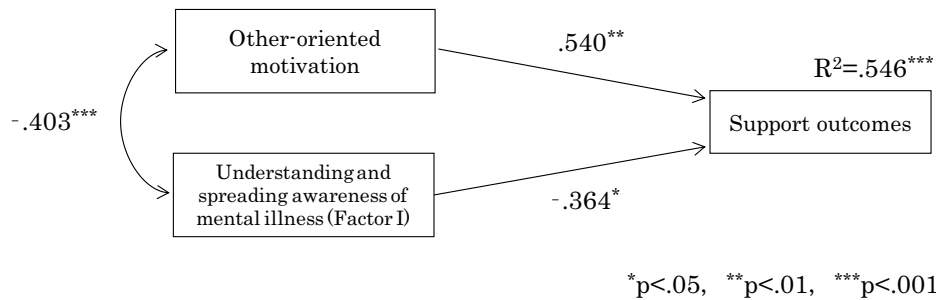 Other-oriented
motivation
.540**
R²=.546***
-.403***
Support outcomes
Understanding and
spreading awareness of
mental illness (Factor I)
-.364*
*p<.05, **p<.01, ***p<.001